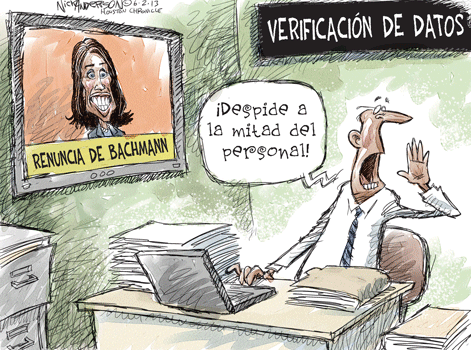 NICK ANDERSON 6-2-13
HOUSTON CHRONICLE
VERIFICACIÓN DE DATOS
RENUNCIA DE BACHMANN
¡Despide a
la mitad del
personal!